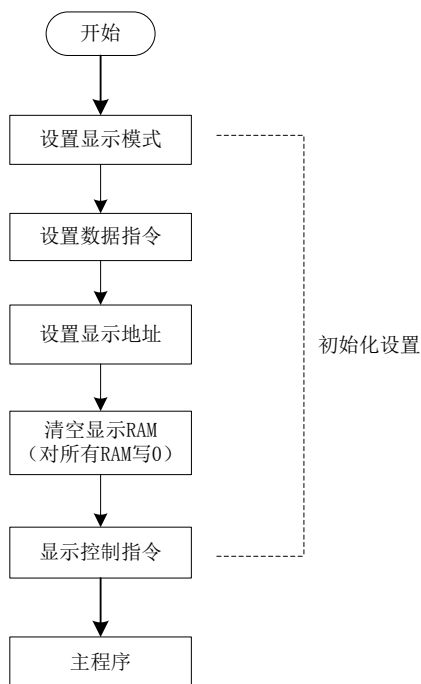 开始
设置显示模式
设置数据指令
设置显示地址
初始化设置
清空显示RAM
（对所有RAM写0）
显示控制指令
主程序